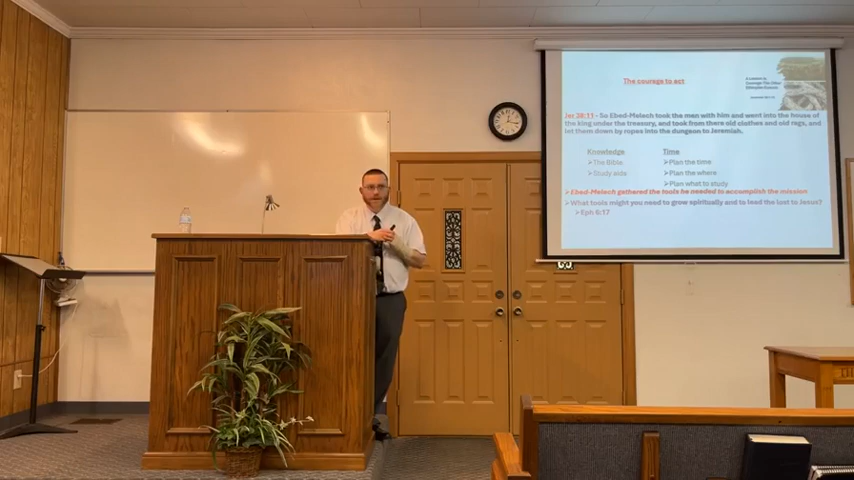 The courage to act
Jer 28:11 - So Ebed-Melech took the men with him and went into the house of
the king under the treasury, and took from there old clothes and old rags, and
let them down by ropes into the dungeon to Jeremiah.
Knowledge
Time
➢The Bible
➢Plan the time
➢Study aids
➢Plan the where
➢Plan what to study
➢Ebed-Melech gathered the tools he needed to accomplish the mission
➢What tools might you need to grow spiritually and to lead the lost to Jesus?
➢Eph 6:17